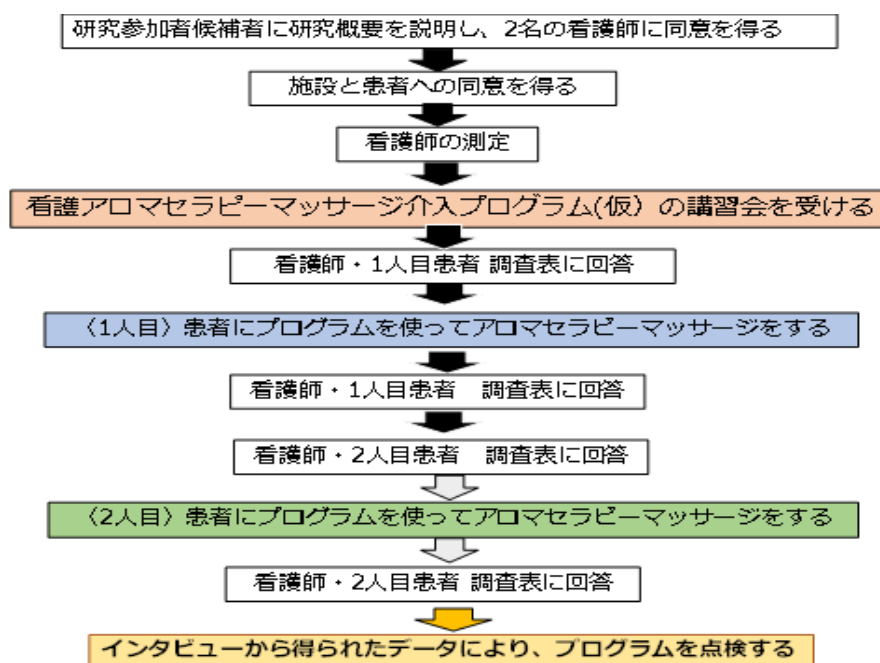 研究参加者候補者に研究概要を説明し、2名の看護師に同意を得る
施設と患者への同意を得る
看護師の測定
看護アロマセラピーマッサージ介入プログラム(仮）の講習会を受ける
看護師・1人目患者 調査表に回答
〈1人目〉患者にプログラムを使ってアロマセラピーマッサージをする
看護師・1人目患者　調査表に回答
看護師・2人目患者　調査表に回答
〈2人目〉患者にプログラムを使ってアロマセラピーマッサージをする
看護師・2人目患者 調査表に回答
インタビューから得られたデータにより、プログラムを点検する